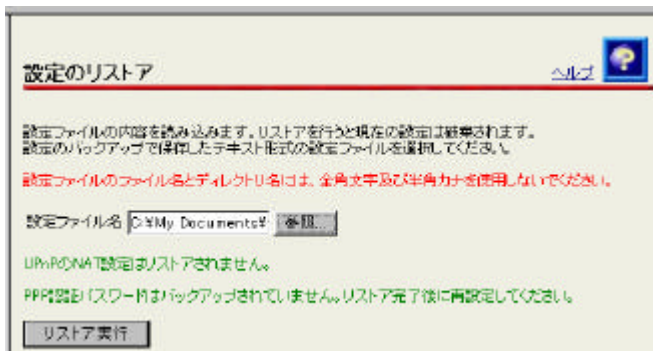 設定のリストア
ヘルプ
設定ファイルの内容を読み込みます。リストアを行うと現在の設定は破棄されます。
設定のバックアップで保存したテキスト形式の設定ファイルを選択してください。
設定ファイルのファイル名とディレクトリ名には、全角文字及び半角カナを使用しないでください。
設定ファイル名 C:¥My Documents¥ 参照...
UPnPのNAT設定はリストアされません。
PPP認証パスワードはバックアップされていません。リストア完了後に再設定してください。
リストア実行